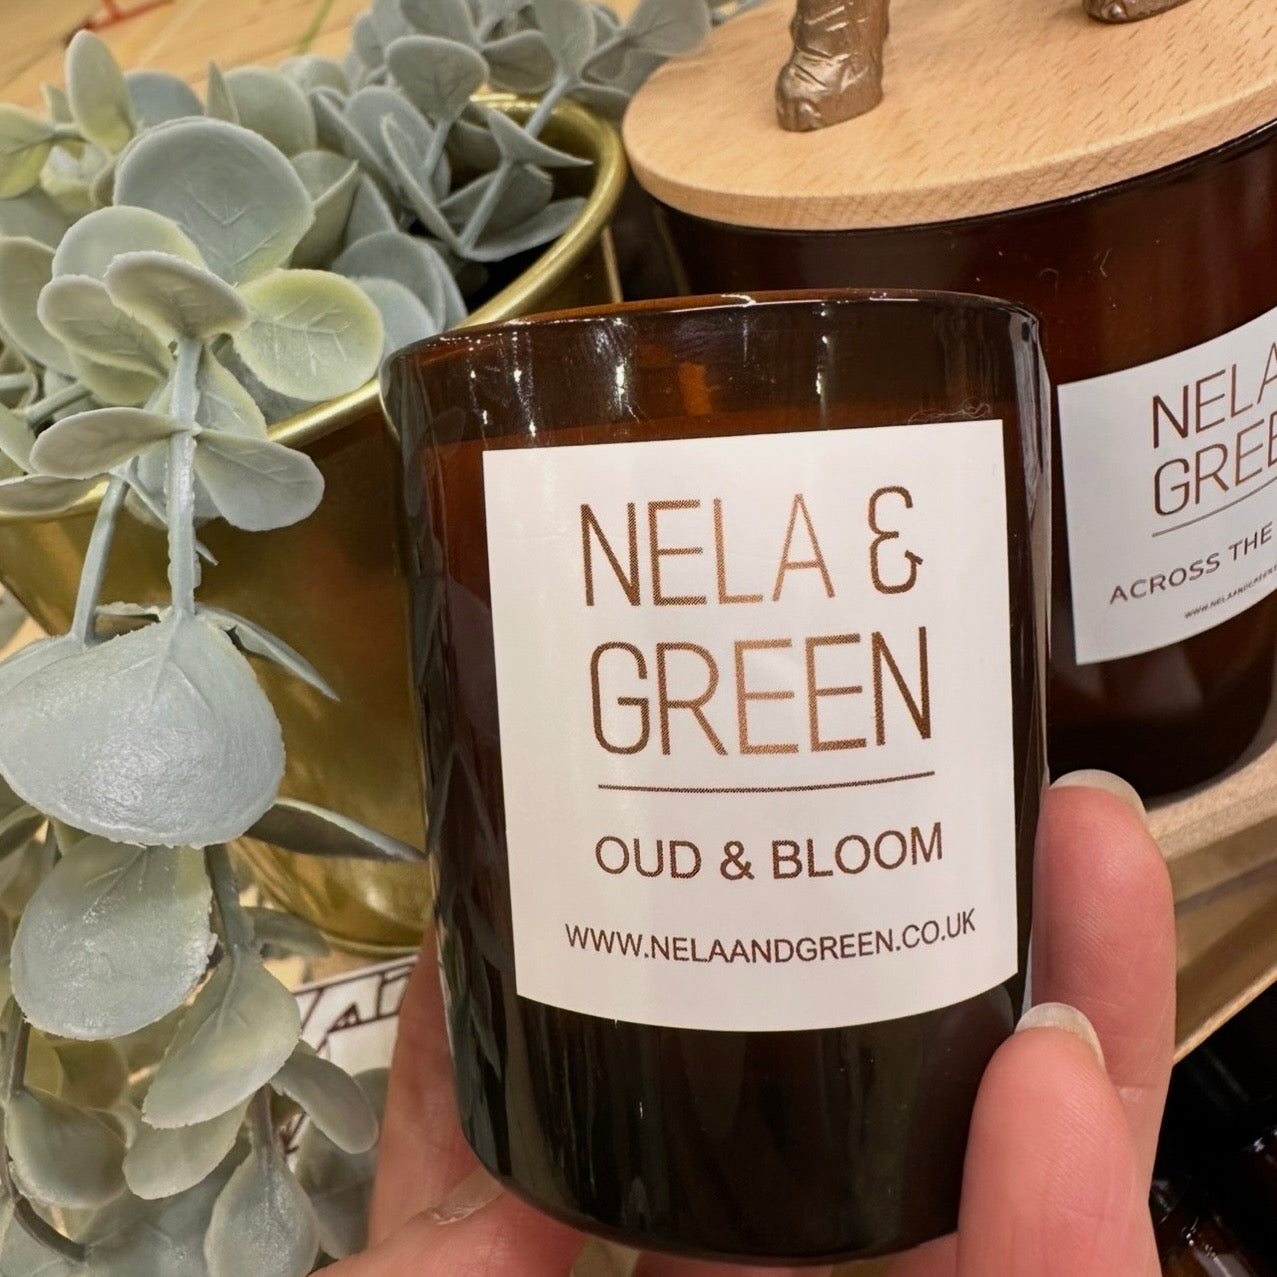 NELA &
GREEN
OUD & BLOOM
WWW.NELAANDGREEN.CO.UK
NELA
GREE
ACROSS THE